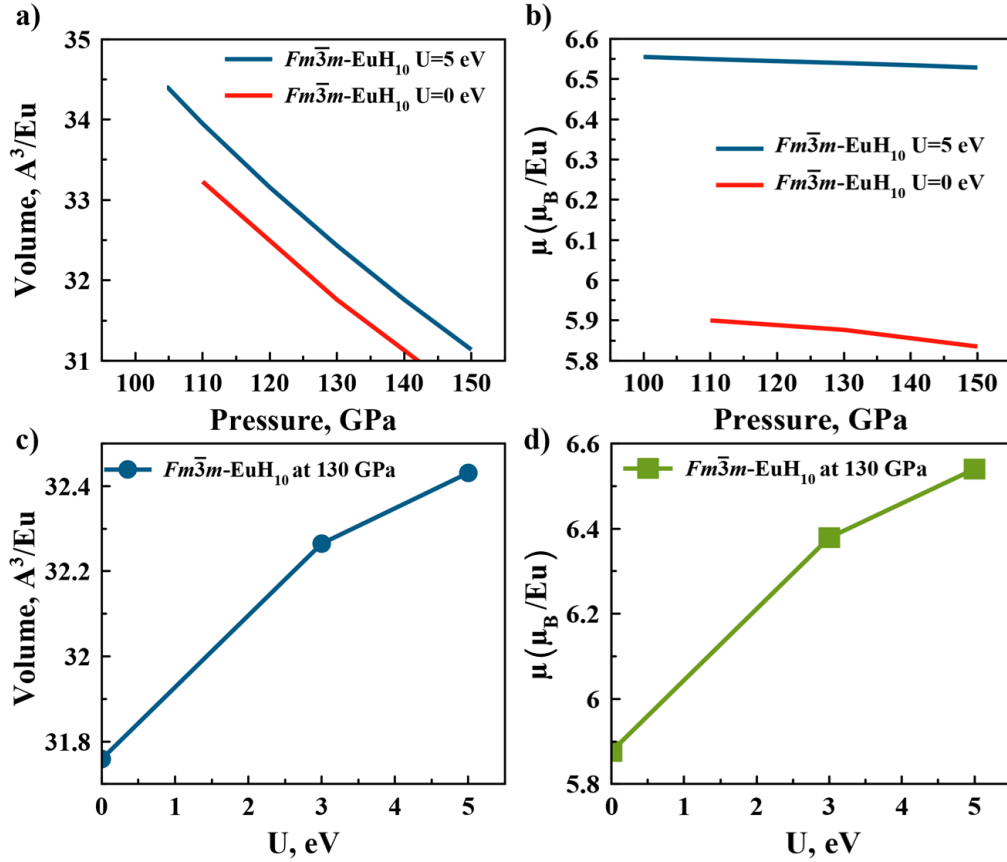 a)
Volume, A³/Eu
35
34
33
32
31
Fm3̅m-EuH₁₀ U=5 eV
Fm3̅m-EuH₁₀ U=0 eV
100 110 120 130 140 150
Pressure, GPa
b)
μ (μ_B/Eu)
6.6
6.5
6.4
6.3
6.2
6.1
6
5.9
5.8
Fm3̅m-EuH₁₀ U=5 eV
Fm3̅m-EuH₁₀ U=0 eV
100 110 120 130 140 150
Pressure, GPa
c)
Volume, A³/Eu
Fm3̅m-EuH₁₀ at 130 GPa
32.4
32.2
32
31.8
0 1 2 3 4 5
U, eV
d)
μ (μ_B/Eu)
6.6
Fm3̅m-EuH₁₀ at 130 GPa
6.4
6.2
6
5.8
0 1 2 3 4 5
U, eV